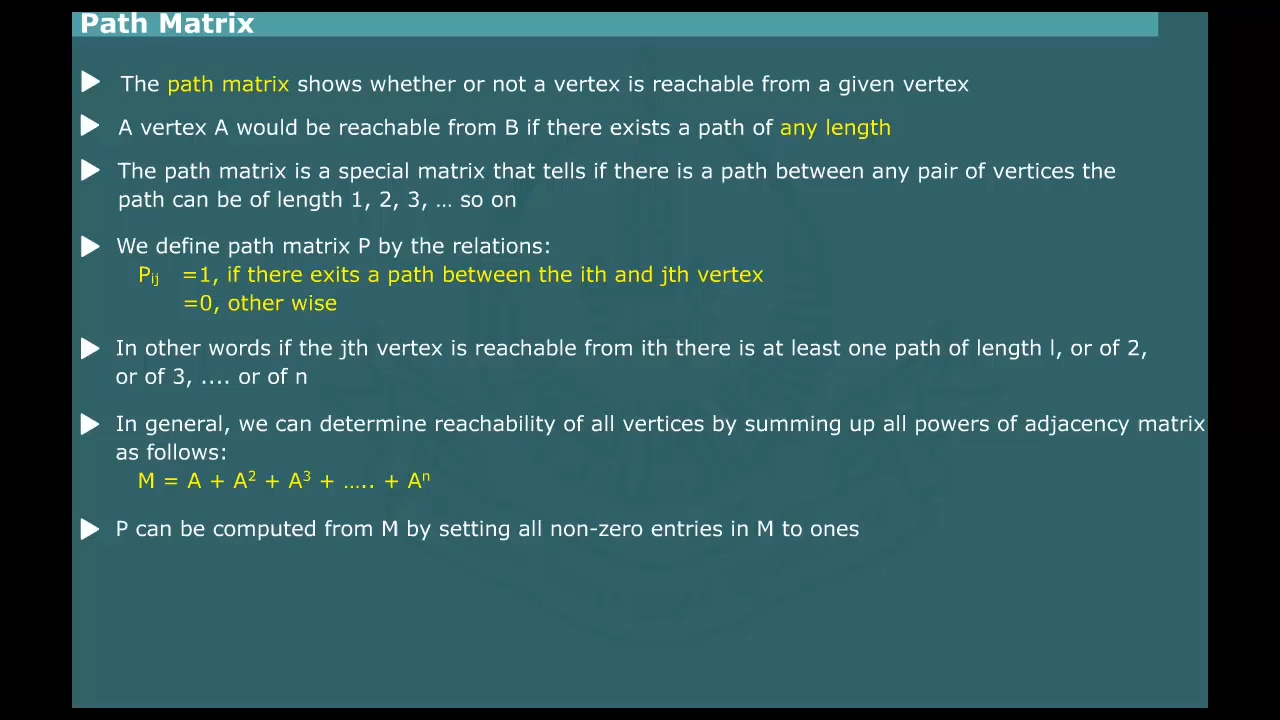 Path Matrix
The path matrix shows whether or not a vertex is reachable from a given vertex
A vertex A would be reachable from B if there exists a path of any length
The path matrix is a special matrix that tells if there is a path between any pair of vertices the
path can be of length 1, 2, 3, … so on
We define path matrix P by the relations:
Pᵢⱼ =1, if there exits a path between the ith and jth vertex
=0, other wise
In other words if the jth vertex is reachable from ith there is at least one path of length l, or of 2,
or of 3, .... or of n
In general, we can determine reachability of all vertices by summing up all powers of adjacency matrix
as follows:
M = A + A² + A³ + ….. + Aⁿ
P can be computed from M by setting all non-zero entries in M to ones